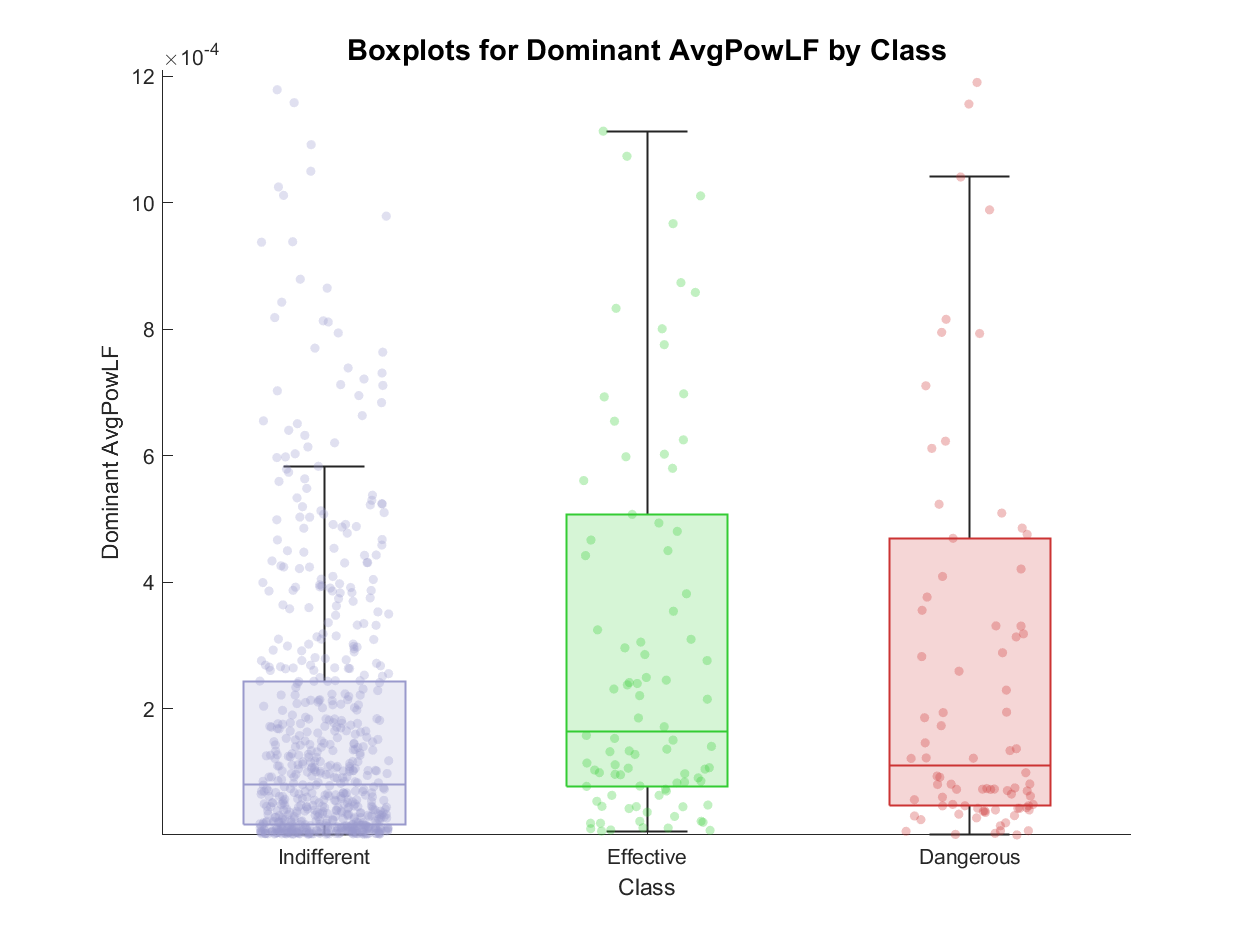 Boxplots for Dominant AvgPowLF by Class
×10-4
12
10
8
6
4
2
Dominant AvgPowLF
Indifferent Effective Dangerous
Class